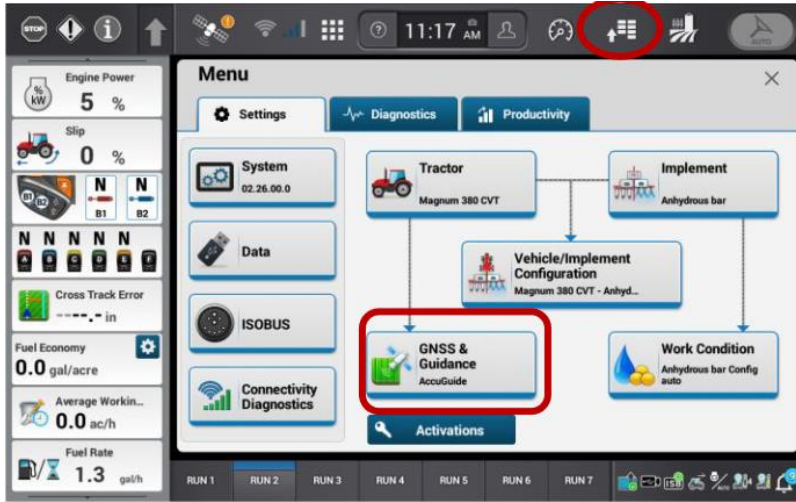 STOP
11:17 AM
AUTO
Engine Power
% kW
5 %
Slip
0 %
B1
B2
N N
B1 B2
N N N N N
A B C D E F
Cross Track Error
----.- in
Fuel Economy
0.0 gal/acre
Average Workin...
0.0 ac/h
Fuel Rate
1.3 gal/h
Menu
Settings
Diagnostics
Productivity
System
02.26.00.0
Data
ISOBUS
Connectivity
Diagnostics
Tractor
Magnum 380 CVT
Implement
Anhydrous bar
Vehicle/Implement
Configuration
Magnum 380 CVT - Anhyd...
GNSS &
Guidance
AccuGuide
Work Condition
Anhydrous bar Config
auto
Activations
RUN 1 RUN 2 RUN 3 RUN 4 RUN 5 RUN 6 RUN 7